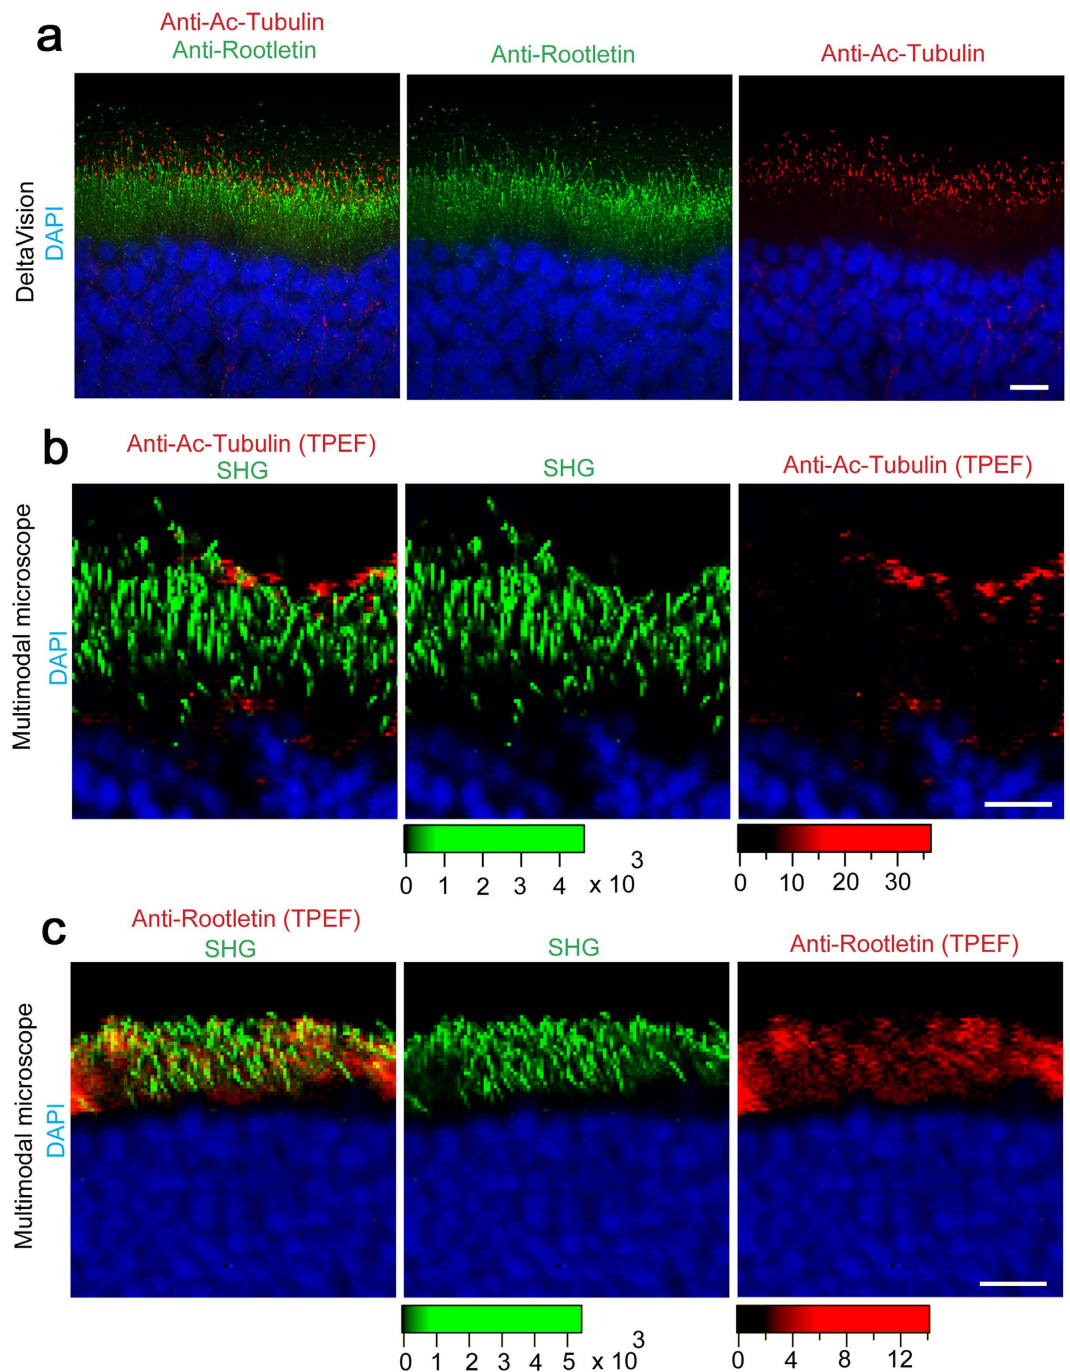 a
Anti-Ac-Tubulin
Anti-Rootletin
Anti-Rootletin
Anti-Ac-Tubulin
DeltaVision
DAPI
b
Anti-Ac-Tubulin (TPEF)
SHG
SHG
Anti-Ac-Tubulin (TPEF)
Multimodal microscope
DAPI
0 1 2 3 4 x 10 3
0 10 20 30
c
Anti-Rootletin (TPEF)
SHG
SHG
Anti-Rootletin (TPEF)
Multimodal microscope
DAPI
0 1 2 3 4 5 x 10 3
0 4 8 12